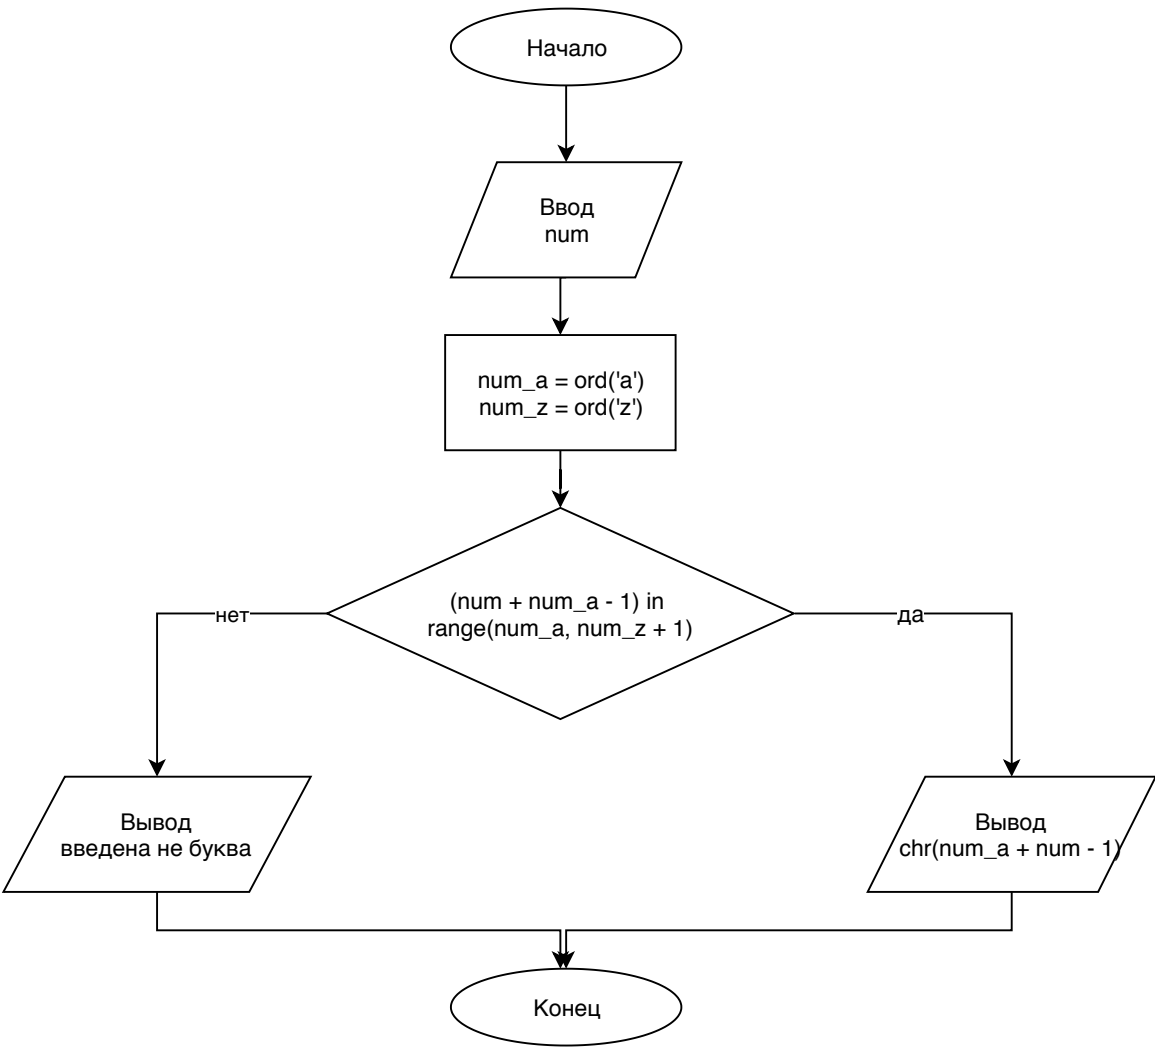 Начало
Ввод
num
num_a = ord('a')
num_z = ord('z')
(num + num_a - 1) in
range(num_a, num_z + 1)
нет
да
Вывод
введена не буква
Вывод
chr(num_a + num - 1)
Конец